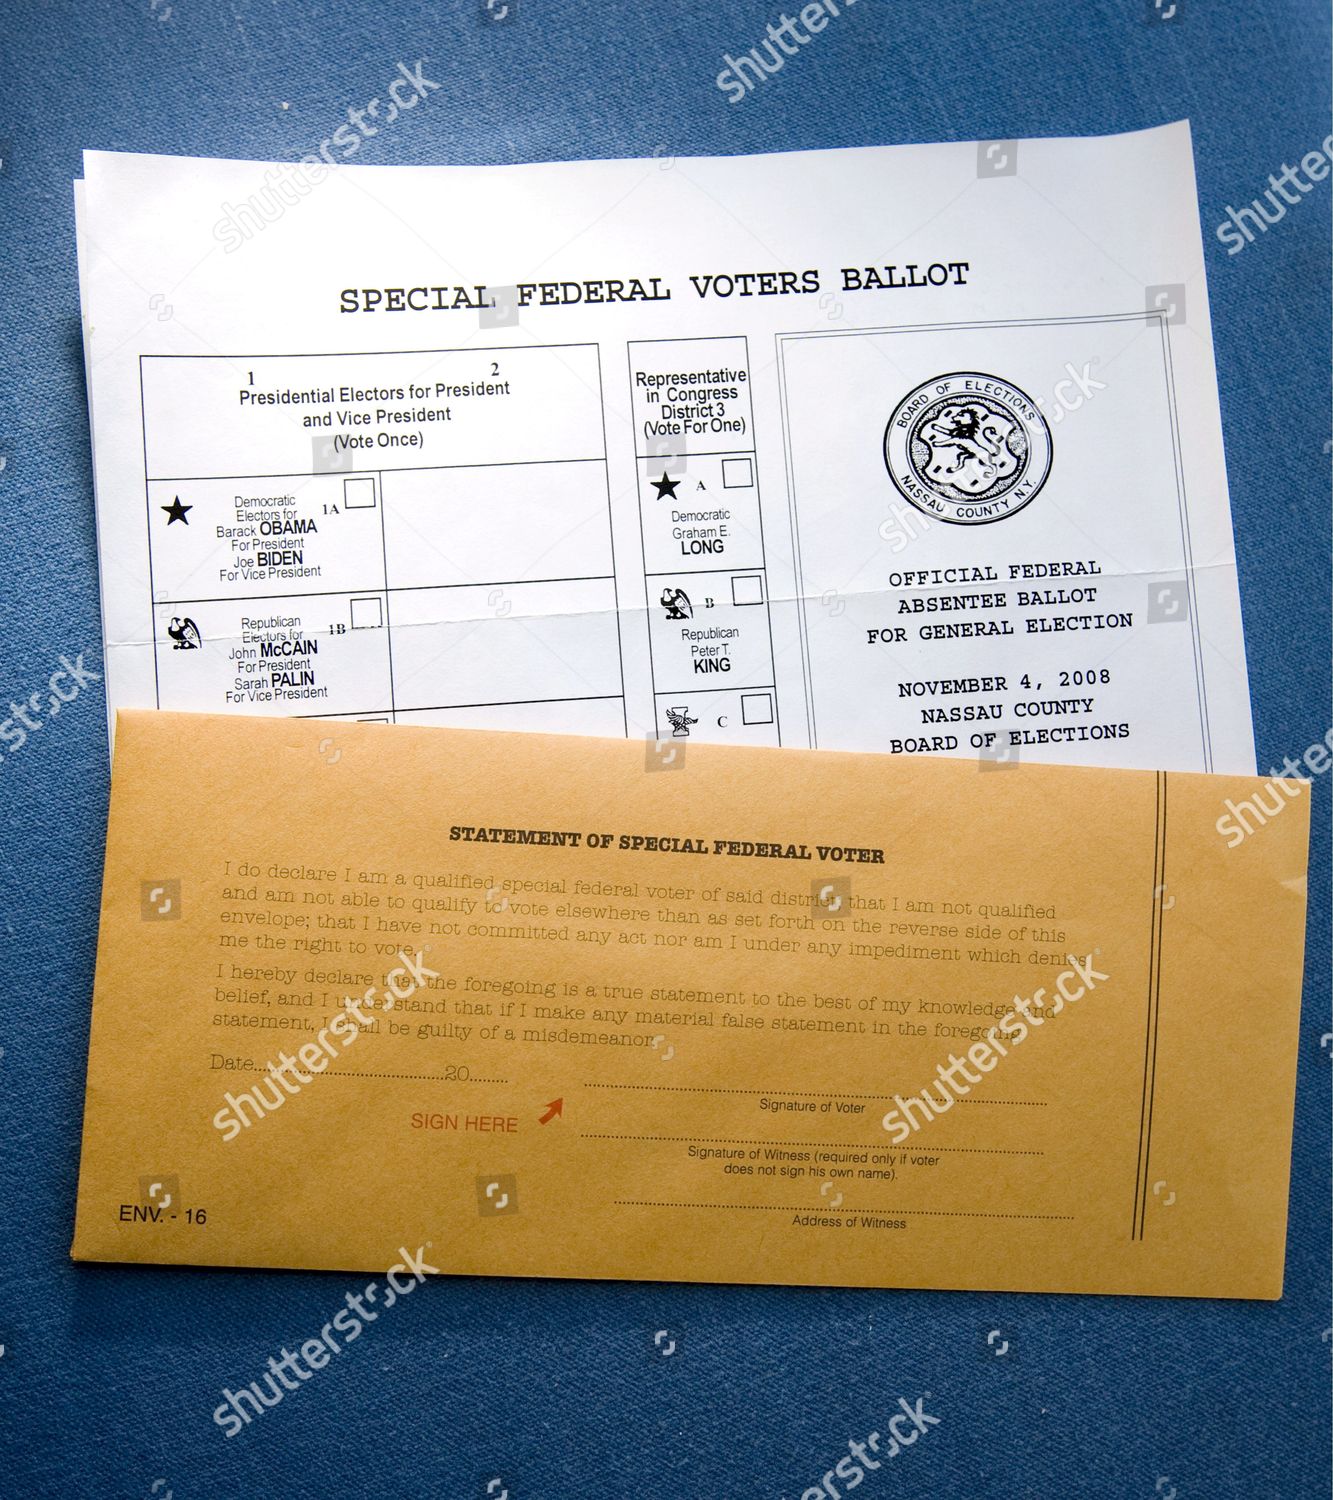 SPECIAL FEDERAL VOTERS BALLOT
1 2
Presidential Electors for President
and Vice President
(Vote Once)
Democratic
Electors for
1A
Barack OBAMA
For President
Joe BIDEN
For Vice President
Republican
Electors for
1B
John McCAIN
For President
Sarah PALIN
For Vice President
Representative
in Congress
District 3
(Vote For One)
A
Democratic
Graham E.
LONG
B
Republican
Peter T.
KING
C
BOARD OF ELECTIONS
NASSAU COUNTY N.Y.
OFFICIAL FEDERAL
ABSENTEE BALLOT
FOR GENERAL ELECTION
NOVEMBER 4, 2008
NASSAU COUNTY
BOARD OF ELECTIONS
STATEMENT OF SPECIAL FEDERAL VOTER
I do declare I am a qualified special federal voter of said district, that I am not qualified
and am not able to qualify to vote elsewhere than as set forth on the reverse side of this
envelope; that I have not committed any act nor am I under any impediment which denies
me the right to vote.
I hereby declare that the foregoing is a true statement to the best of my knowledge and
belief, and I understand that if I make any material false statement in the foregoing
statement, I shall be guilty of a misdemeanor.
Date..............................................20.........
SIGN HERE
Signature of Voter
Signature of Witness (required only if voter
does not sign his own name).
Address of Witness
ENV. - 16
shutterstock
shutterstock
shutterstock
shutterstock
shutterstock
shutterstock
shutterstock